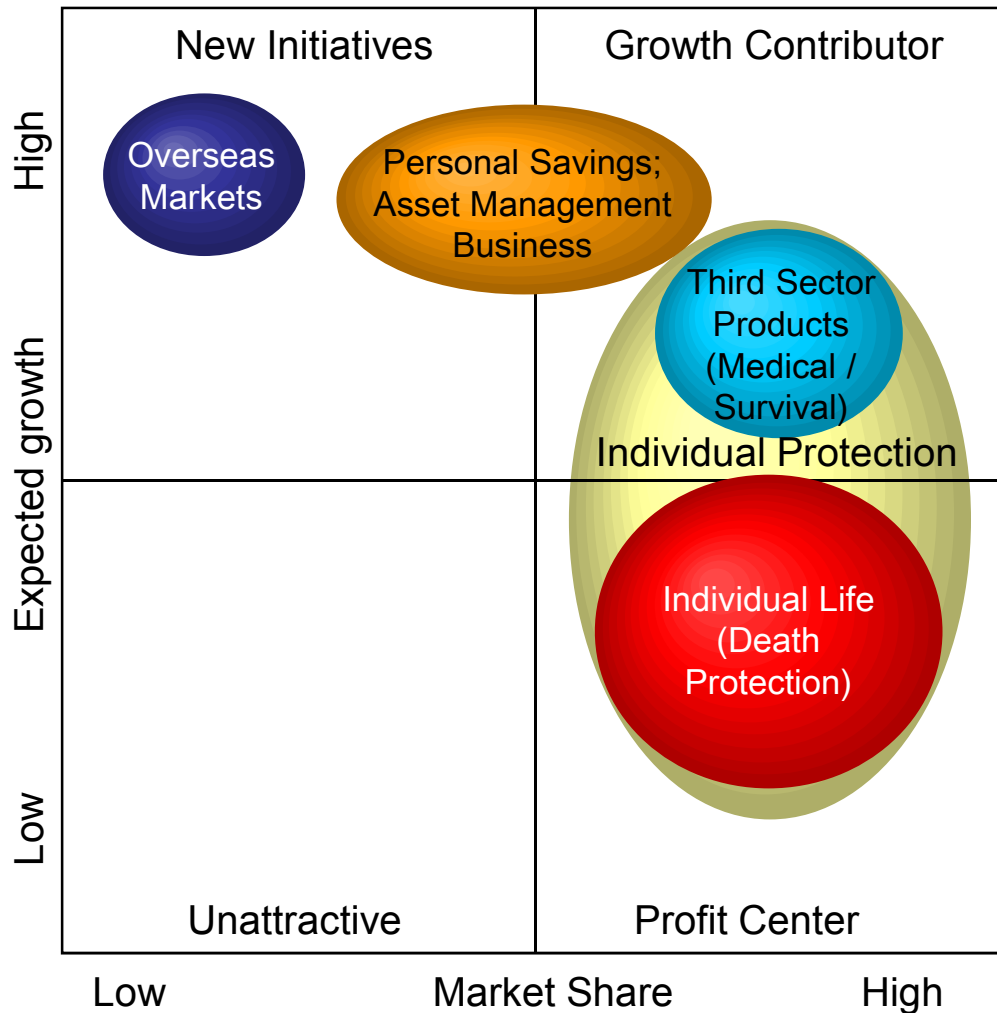 New Initiatives
Growth Contributor
High
Overseas
Markets
Personal Savings;
Asset Management
Business
Third Sector
Products
(Medical /
Survival)
Individual Protection
Expected growth
Individual Life
(Death
Protection)
Low
Unattractive
Profit Center
Low
Market Share
High